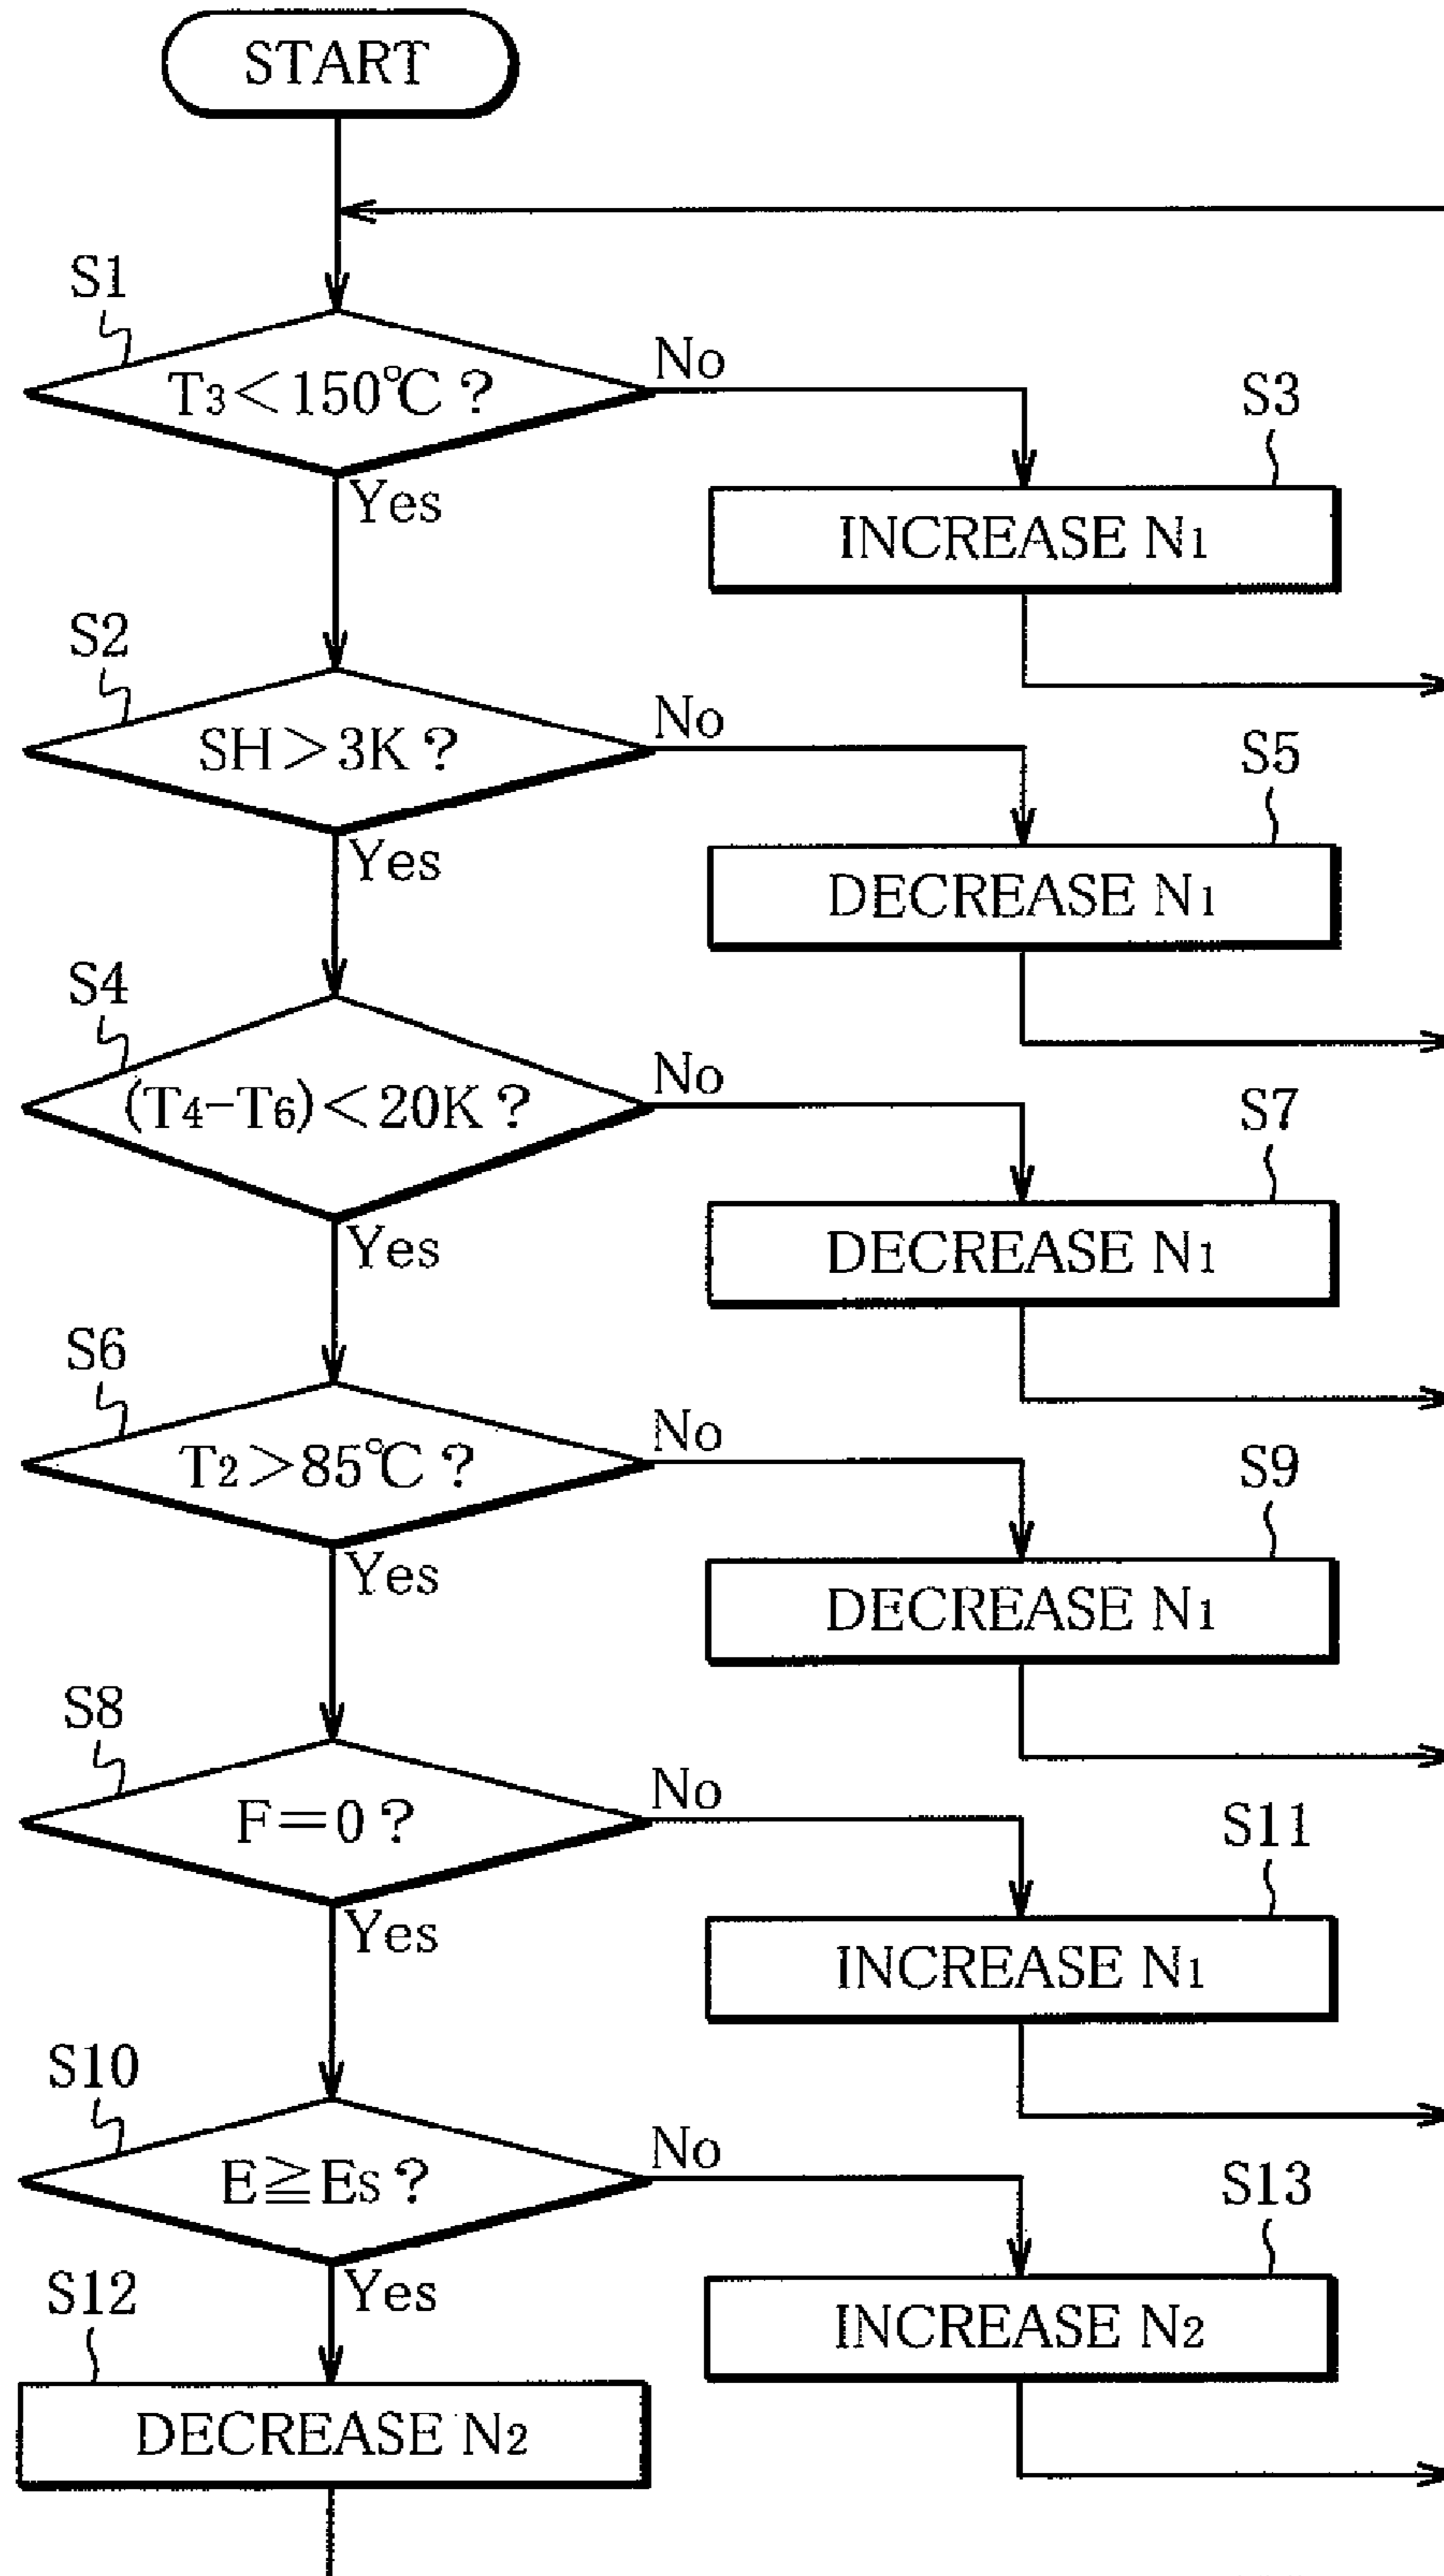 START
S1
T3<150℃?
No
Yes
S3
INCREASE N1
S2
SH>3K?
No
Yes
S5
DECREASE N1
S4
(T4-T6)<20K?
No
Yes
S7
DECREASE N1
S6
T2>85℃?
No
Yes
S9
DECREASE N1
S8
F=0?
No
Yes
S11
INCREASE N1
S10
E≧Es?
No
Yes
S13
INCREASE N2
S12
DECREASE N2